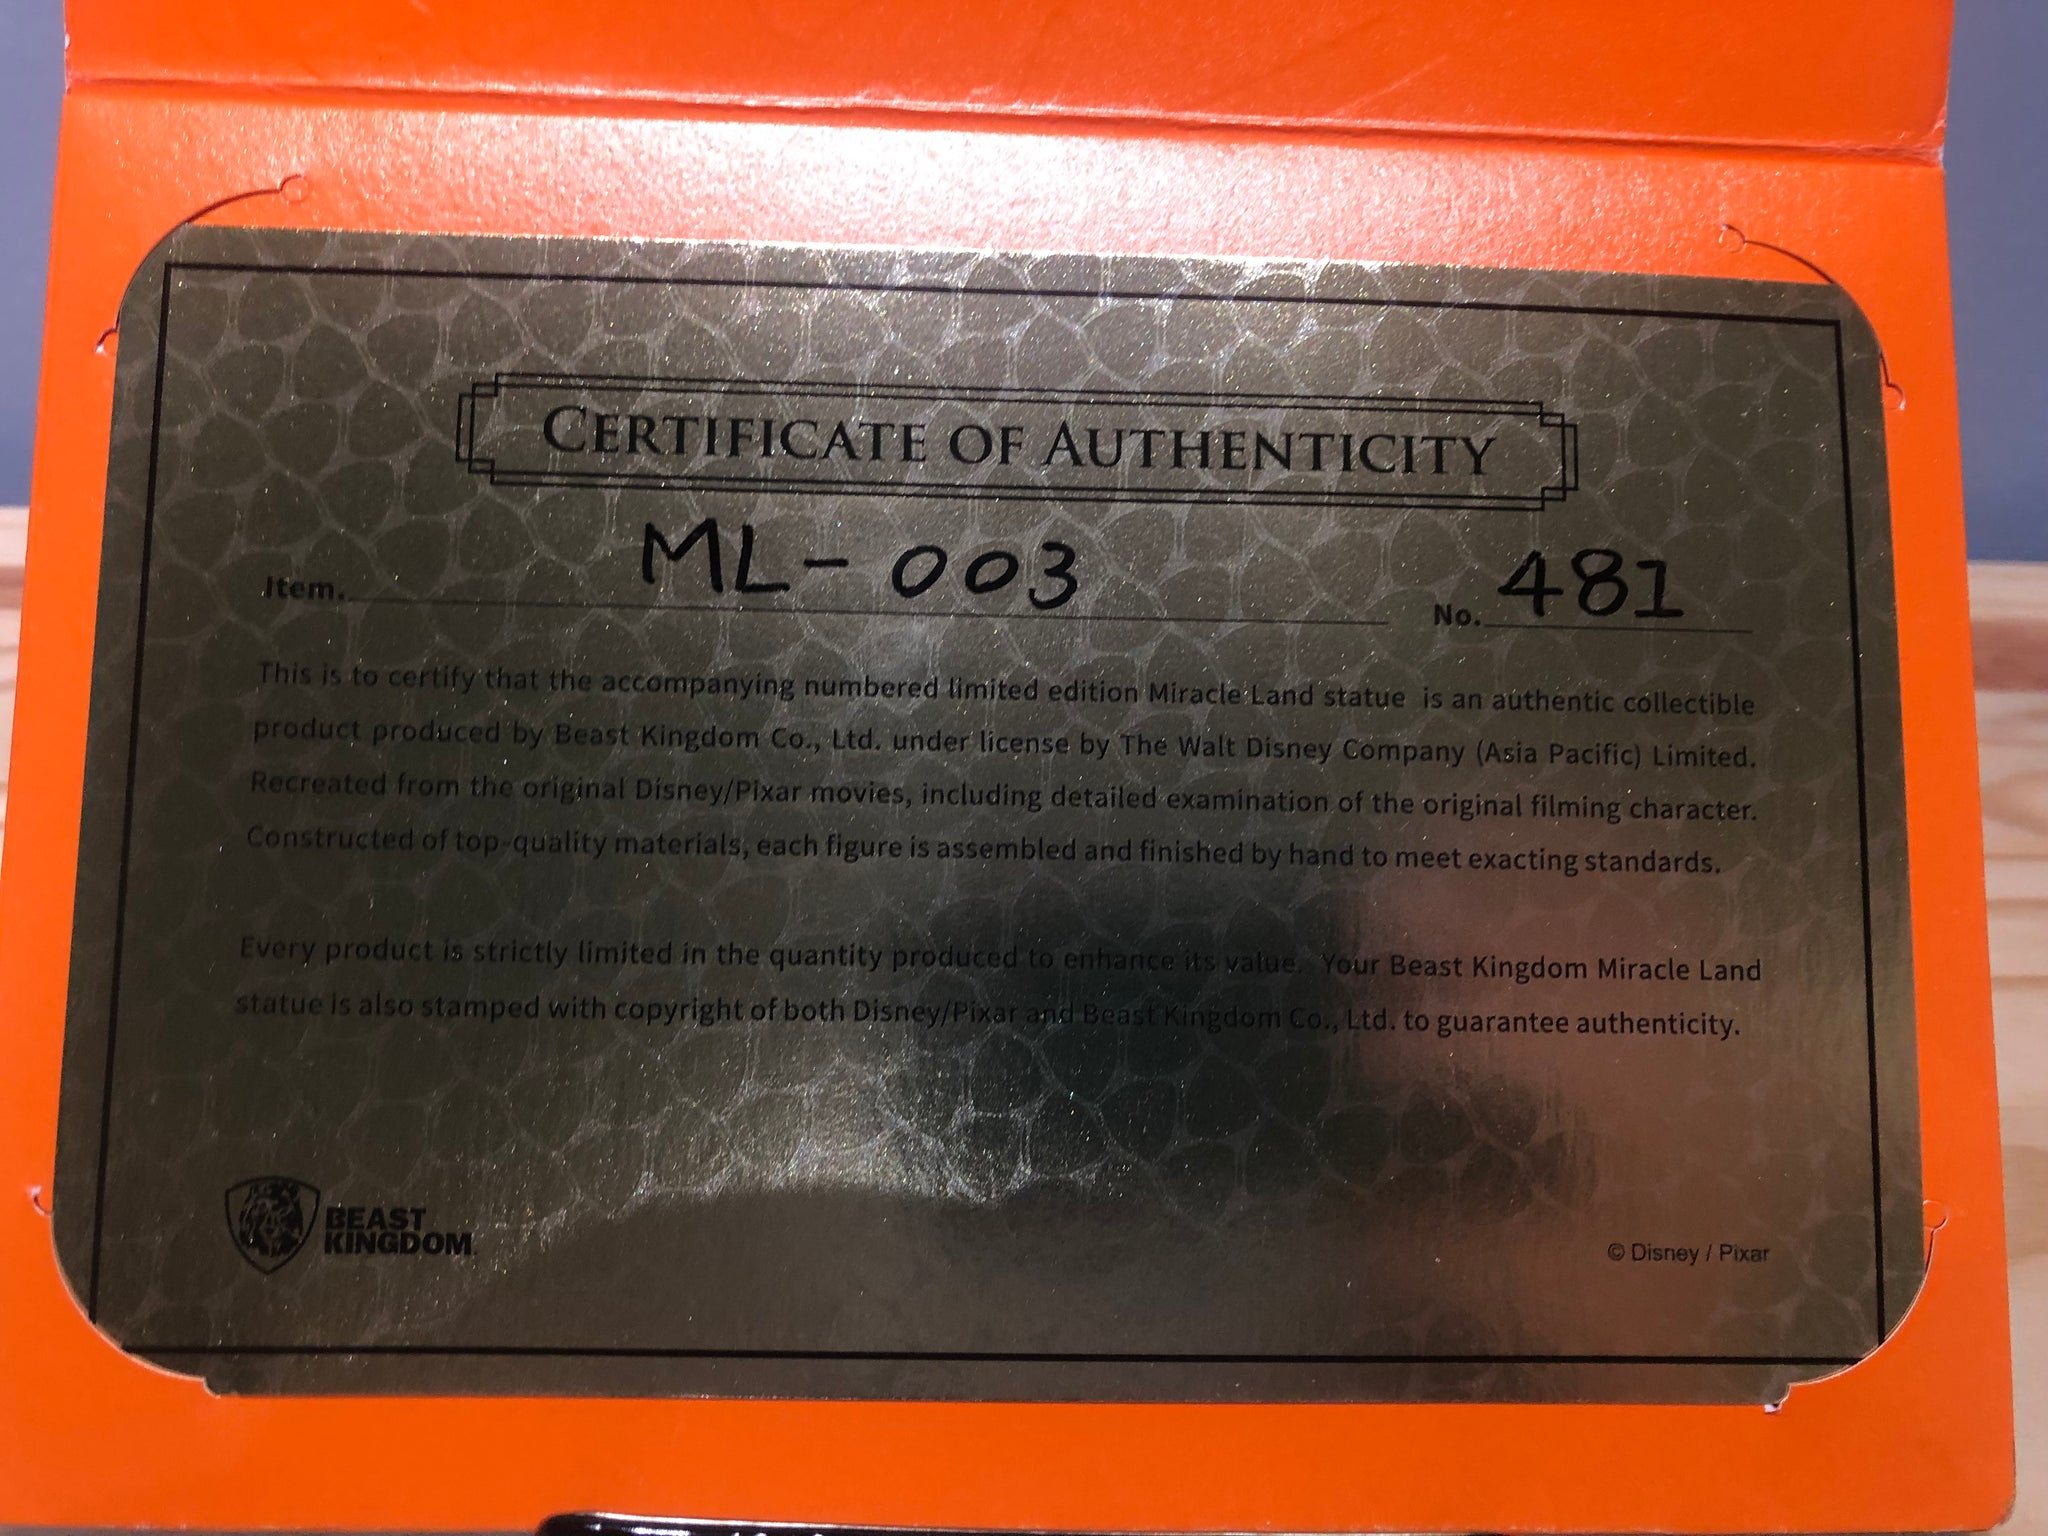 CERTIFICATE OF AUTHENTICITY
Item. ML-003 No. 481
This is to certify that the accompanying numbered limited edition Miracle Land statue is an authentic collectible
product produced by Beast Kingdom Co., Ltd. under license by The Walt Disney Company (Asia Pacific) Limited.
Recreated from the original Disney/Pixar movies, including detailed examination of the original filming character.
Constructed of top-quality materials, each figure is assembled and finished by hand to meet exacting standards.
Every product is strictly limited in the quantity produced to enhance its value. Your Beast Kingdom Miracle Land
statue is also stamped with copyright of both Disney/Pixar and Beast Kingdom Co., Ltd. to guarantee authenticity.
BEAST
KINGDOM
© Disney / Pixar